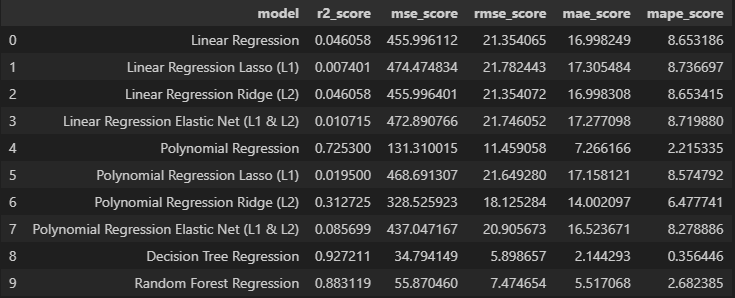 model r2_score mse_score rmse_score mae_score mape_score
0 Linear Regression 0.046058 455.996112 21.354065 16.998249 8.653186
1 Linear Regression Lasso (L1) 0.007401 474.474834 21.782443 17.305484 8.736697
2 Linear Regression Ridge (L2) 0.046058 455.996401 21.354072 16.998308 8.653415
3 Linear Regression Elastic Net (L1 & L2) 0.010715 472.890766 21.746052 17.277098 8.719880
4 Polynomial Regression 0.725300 131.310015 11.459058 7.266166 2.215335
5 Polynomial Regression Lasso (L1) 0.019500 468.691307 21.649280 17.158121 8.574792
6 Polynomial Regression Ridge (L2) 0.312725 328.525923 18.125284 14.002097 6.477741
7 Polynomial Regression Elastic Net (L1 & L2) 0.085699 437.047167 20.905673 16.523671 8.278886
8 Decision Tree Regression 0.927211 34.794149 5.898657 2.144293 0.356446
9 Random Forest Regression 0.883119 55.870460 7.474654 5.517068 2.682385